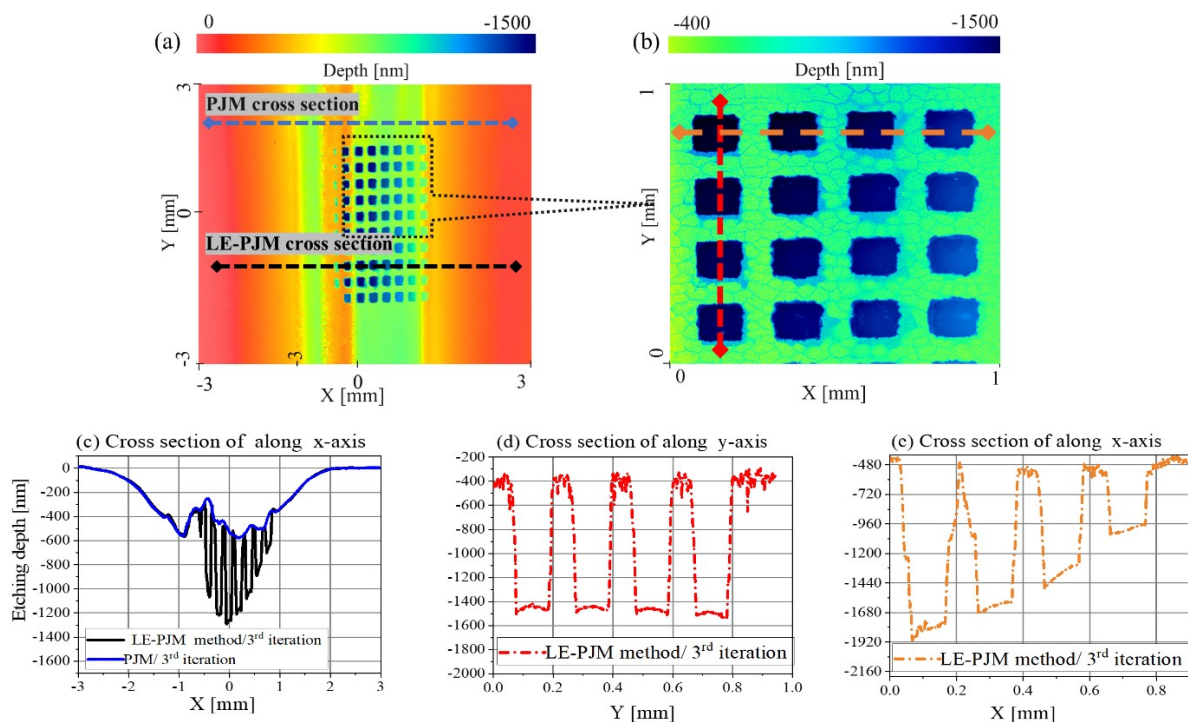 0
-1500
-400
-1500
(a)
(b)
Depth [nm]
Depth [nm]
3
PJM cross section
0
Y [mm]
LE-PJM cross section
-3
-3
-3
0
3
X [mm]
1
Y [mm]
0
0
1
X [mm]
(c) Cross section of along x-axis
0
-200
-400
-600
-800
-1000
-1200
-1400
-1600
Etching depth [nm]
LE-PJM method/3rd iteration
PJM/ 3rd iteration
-3
-2
-1
0
1
2
3
X [mm]
(d) Cross section of along y-axis
-200
-400
-600
-800
-1000
-1200
-1400
-1600
-1800
-2000
LE-PJM method/ 3rd iteration
0.0
0.2
0.4
0.6
0.8
1.0
Y [mm]
(e) Cross section of along x-axis
-480
-720
-960
-1200
-1440
-1680
-1920
-2160
LE-PJM method/ 3rd iteration
0.0
0.2
0.4
0.6
0.8
X [mm]